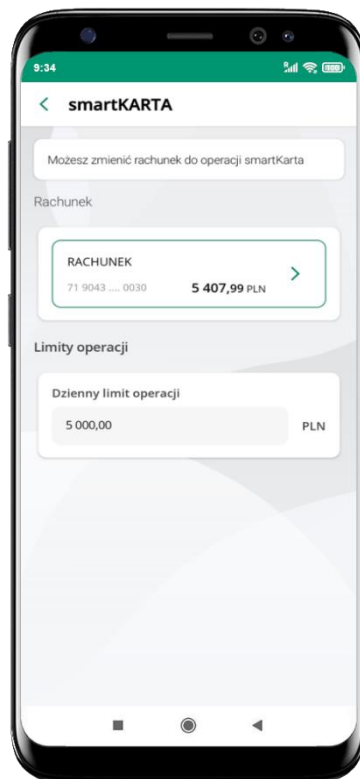 9:34
100
smartKARTA
Możesz zmienić rachunek do operacji smartKarta
Rachunek
RACHUNEK
71 9043 .... 0030 5 407,99 PLN
Limity operacji
Dzienny limit operacji
5 000,00 PLN